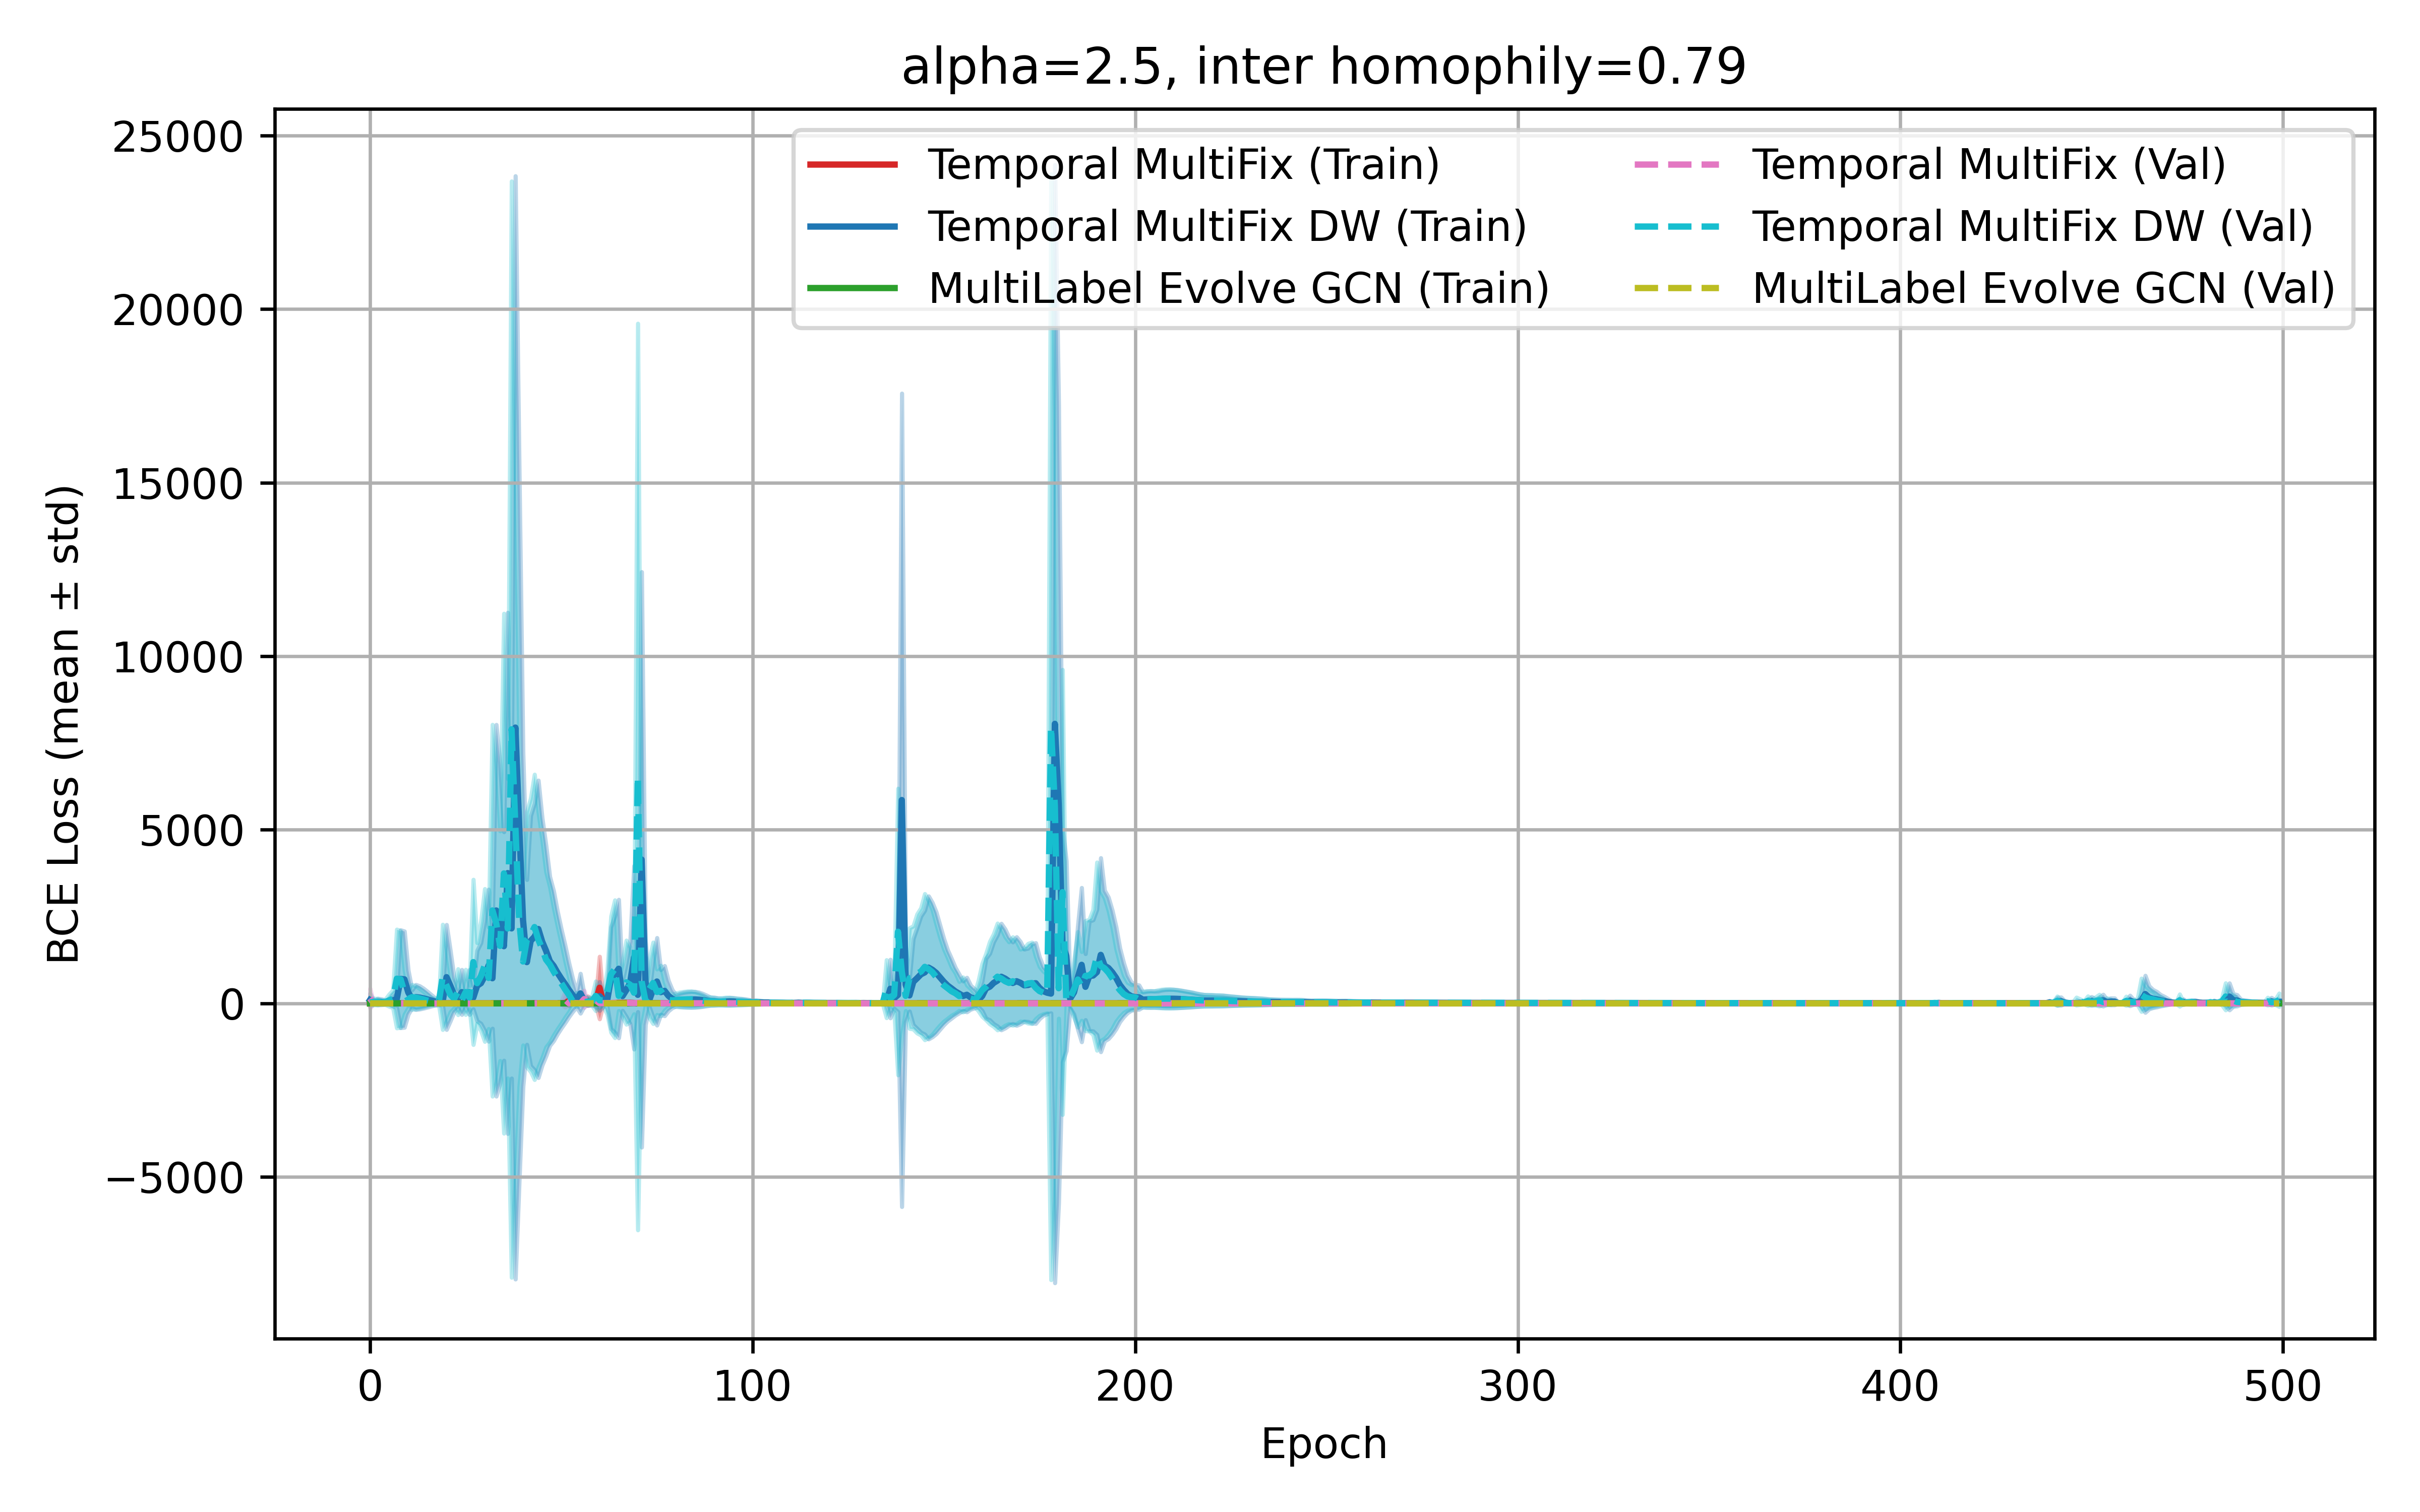 alpha=2.5, inter homophily=0.79
25000
20000
15000
10000
5000
0
−5000
BCE Loss (mean ± std)
Temporal MultiFix (Train)
Temporal MultiFix DW (Train)
MultiLabel Evolve GCN (Train)
Temporal MultiFix (Val)
Temporal MultiFix DW (Val)
MultiLabel Evolve GCN (Val)
0 100 200 300 400 500
Epoch